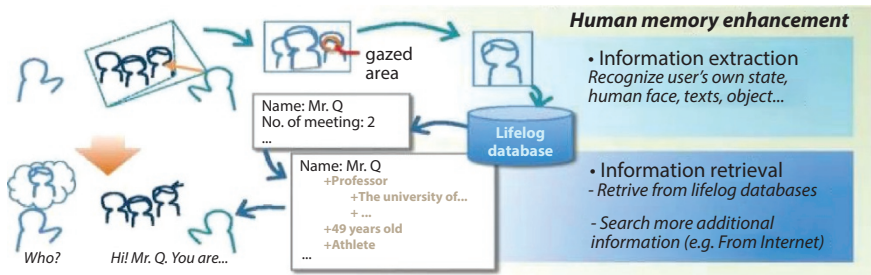 Human memory enhancement
gazed
area
• Information extraction
Recognize user's own state,
human face, texts, object...
Name: Mr. Q
No. of meeting: 2
...
Lifelog
database
Name: Mr. Q
+Professor
+The university of...
+ ...
+49 years old
+Athlete
...
• Information retrieval
- Retrive from lifelog databases
- Search more additional
information (e.g. From Internet)
Who?
Hi! Mr. Q. You are...